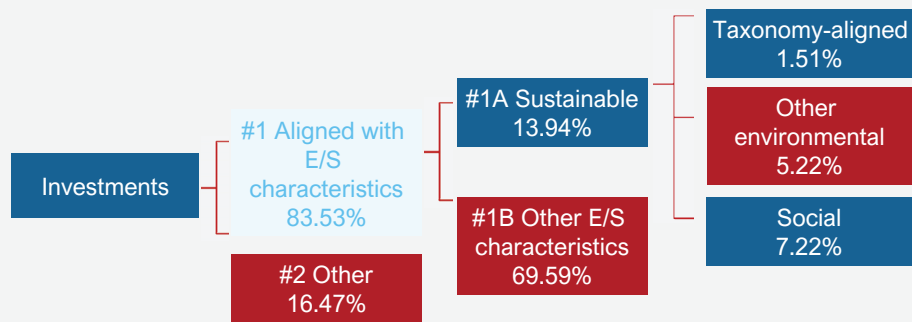 Investments
#1 Aligned with
E/S
characteristics
83.53%
#2 Other
16.47%
#1A Sustainable
13.94%
#1B Other E/S
characteristics
69.59%
Taxonomy-aligned
1.51%
Other
environmental
5.22%
Social
7.22%